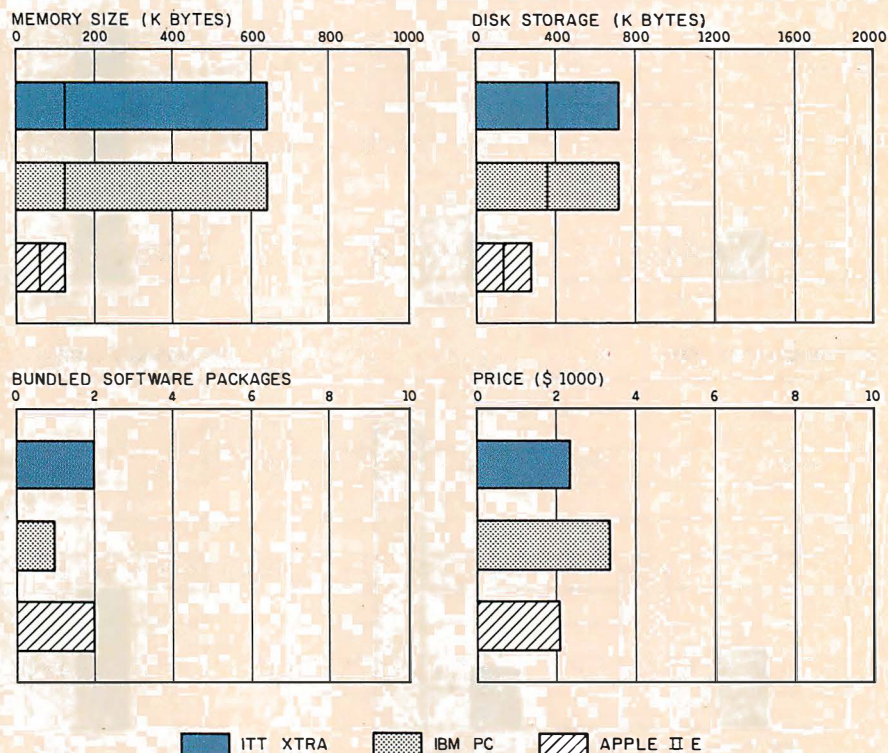 MEMORY SIZE (K BYTES)
0 200 400 600 800 1000
DISK STORAGE (K BYTES)
0 400 800 1200 1600 2000
BUNDLED SOFTWARE PACKAGES
0 2 4 6 8 10
PRICE ($ 1000)
0 2 4 6 8 10
ITT XTRA
IBM PC
APPLE II E